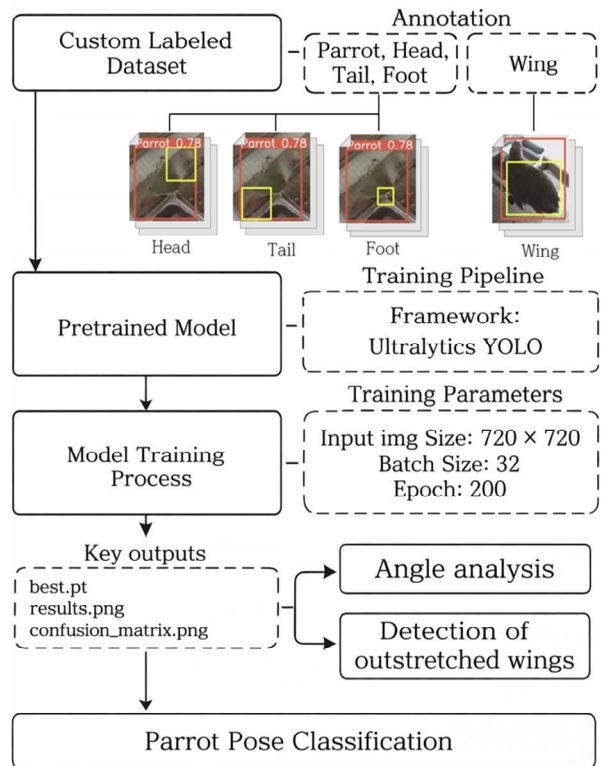 Annotation
Custom Labeled
Dataset
Parrot, Head,
Tail, Foot
Wing
Parrot 0.78
Parrot 0.78
Parrot 0.78
Head
Tail
Foot
Wing
Training Pipeline
Pretrained Model
Framework:
Ultralytics YOLO
Training Parameters
Model Training
Process
Input img Size: 720 × 720
Batch Size: 32
Epoch: 200
Key outputs
best.pt
results.png
confusion_matrix.png
Angle analysis
Detection of
outstretched wings
Parrot Pose Classification